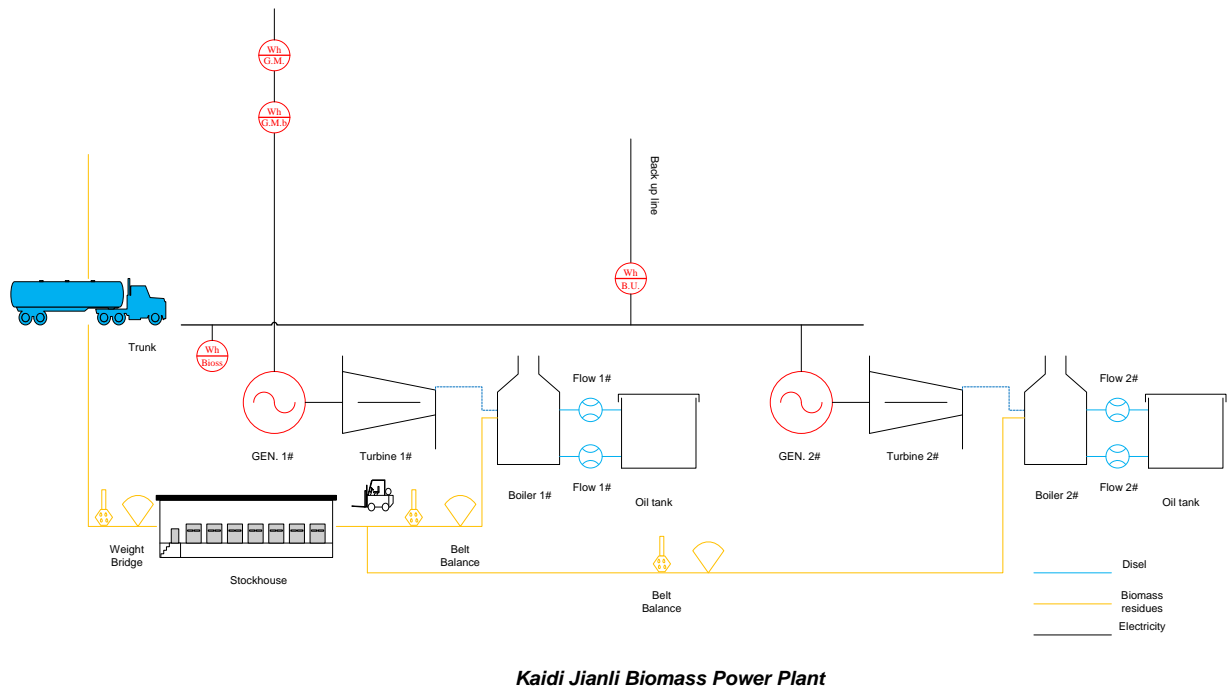 Wh
G.M.
Wh
G.M.b
Back up line
Wh
B.U.
Trunk
Wh
Bioss
Flow 1#
Flow 2#
GEN. 1#
Turbine 1#
Flow 1#
GEN. 2#
Turbine 2#
Flow 2#
Boiler 1#
Oil tank
Boiler 2#
Oil tank
Weight
Bridge
Belt
Balance
Stockhouse
Belt
Balance
Disel
Biomass
residues
Electricity
Kaidi Jianli Biomass Power Plant